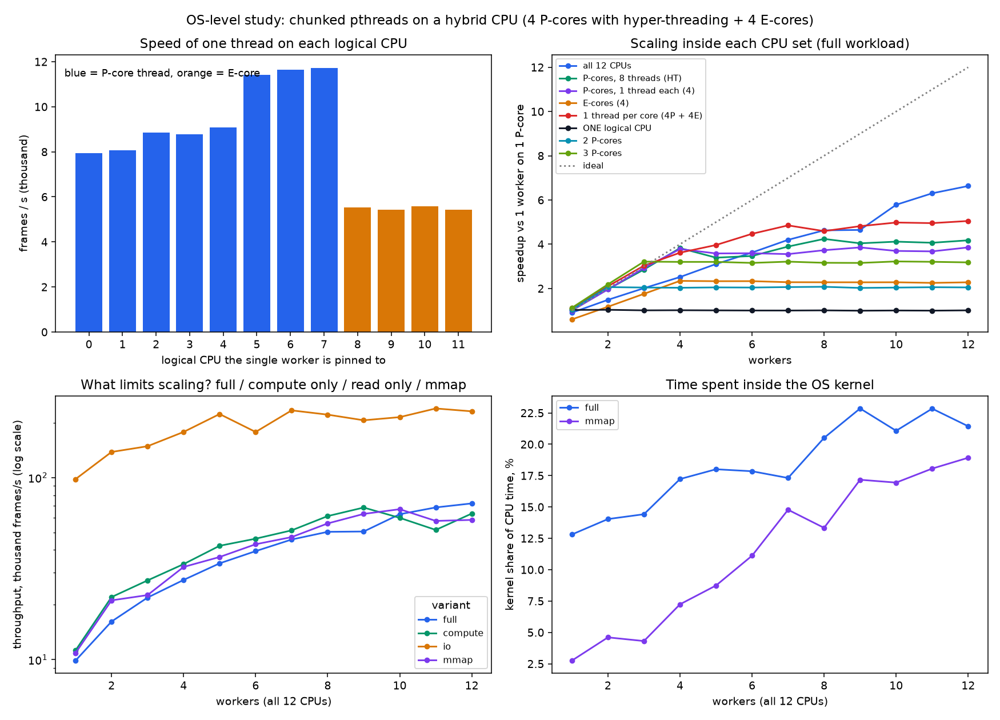 OS-level study: chunked pthreads on a hybrid CPU (4 P-cores with hyper-threading + 4 E-cores)
Speed of one thread on each logical CPU
blue = P-core thread, orange = E-core
frames / s (thousand)
12
10
8
6
4
2
0
0 1 2 3 4 5 6 7 8 9 10 11
logical CPU the single worker is pinned to
Scaling inside each CPU set (full workload)
speedup vs 1 worker on 1 P-core
12
10
8
6
4
2
all 12 CPUs
P-cores, 8 threads (HT)
P-cores, 1 thread each (4)
E-cores (4)
1 thread per core (4P + 4E)
ONE logical CPU
2 P-cores
3 P-cores
ideal
2 4 6 8 10 12
workers
What limits scaling? full / compute only / read only / mmap
throughput, thousand frames/s (log scale)
10²
10¹
variant
full
compute
io
mmap
2 4 6 8 10 12
workers (all 12 CPUs)
Time spent inside the OS kernel
kernel share of CPU time, %
22.5
20.0
17.5
15.0
12.5
10.0
7.5
5.0
2.5
full
mmap
2 4 6 8 10 12
workers (all 12 CPUs)